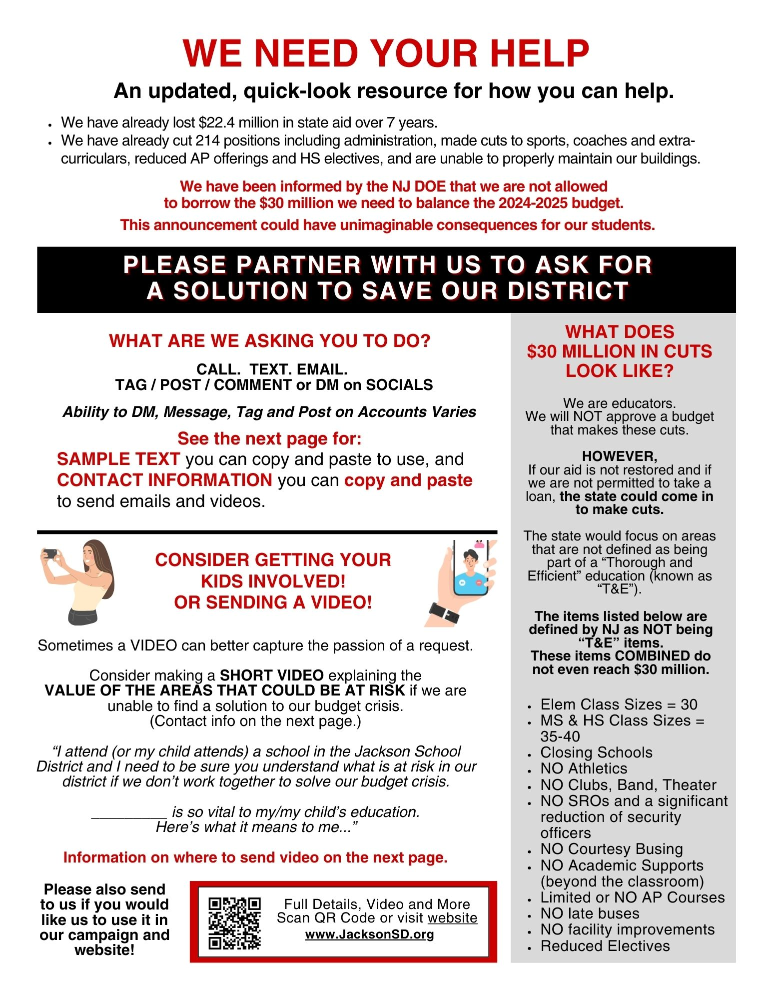 WE NEED YOUR HELP
An updated, quick-look resource for how you can help.
• We have already lost $22.4 million in state aid over 7 years.
• We have already cut 214 positions including administration, made cuts to sports, coaches and extra-
curriculars, reduced AP offerings and HS electives, and are unable to properly maintain our buildings.
We have been informed by the NJ DOE that we are not allowed
to borrow the $30 million we need to balance the 2024-2025 budget.
This announcement could have unimaginable consequences for our students.
PLEASE PARTNER WITH US TO ASK FOR
A SOLUTION TO SAVE OUR DISTRICT
WHAT ARE WE ASKING YOU TO DO?
CALL. TEXT. EMAIL.
TAG / POST / COMMENT or DM on SOCIALS
Ability to DM, Message, Tag and Post on Accounts Varies
See the next page for:
SAMPLE TEXT you can copy and paste to use, and
CONTACT INFORMATION you can copy and paste
to send emails and videos.
CONSIDER GETTING YOUR
KIDS INVOLVED!
OR SENDING A VIDEO!
Sometimes a VIDEO can better capture the passion of a request.
Consider making a SHORT VIDEO explaining the
VALUE OF THE AREAS THAT COULD BE AT RISK if we are
unable to find a solution to our budget crisis.
(Contact info on the next page.)
“I attend (or my child attends) a school in the Jackson School
District and I need to be sure you understand what is at risk in our
district if we don’t work together to solve our budget crisis.
_________ is so vital to my/my child’s education.
Here’s what it means to me...”
Information on where to send video on the next page.
Please also send
to us if you would
like us to use it in
our campaign and
website!
Full Details, Video and More
Scan QR Code or visit website
www.JacksonSD.org
WHAT DOES
$30 MILLION IN CUTS
LOOK LIKE?
We are educators.
We will NOT approve a budget
that makes these cuts.
HOWEVER,
If our aid is not restored and if
we are not permitted to take a
loan, the state could come in
to make cuts.
The state would focus on areas
that are not defined as being
part of a “Thorough and
Efficient” education (known as
“T&E”).
The items listed below are
defined by NJ as NOT being
“T&E” items.
These items COMBINED do
not even reach $30 million.
• Elem Class Sizes = 30
• MS & HS Class Sizes =
35-40
• Closing Schools
• NO Athletics
• NO Clubs, Band, Theater
• NO SROs and a significant
reduction of security
officers
• NO Courtesy Busing
• NO Academic Supports
(beyond the classroom)
• Limited or NO AP Courses
• NO late buses
• NO facility improvements
• Reduced Electives